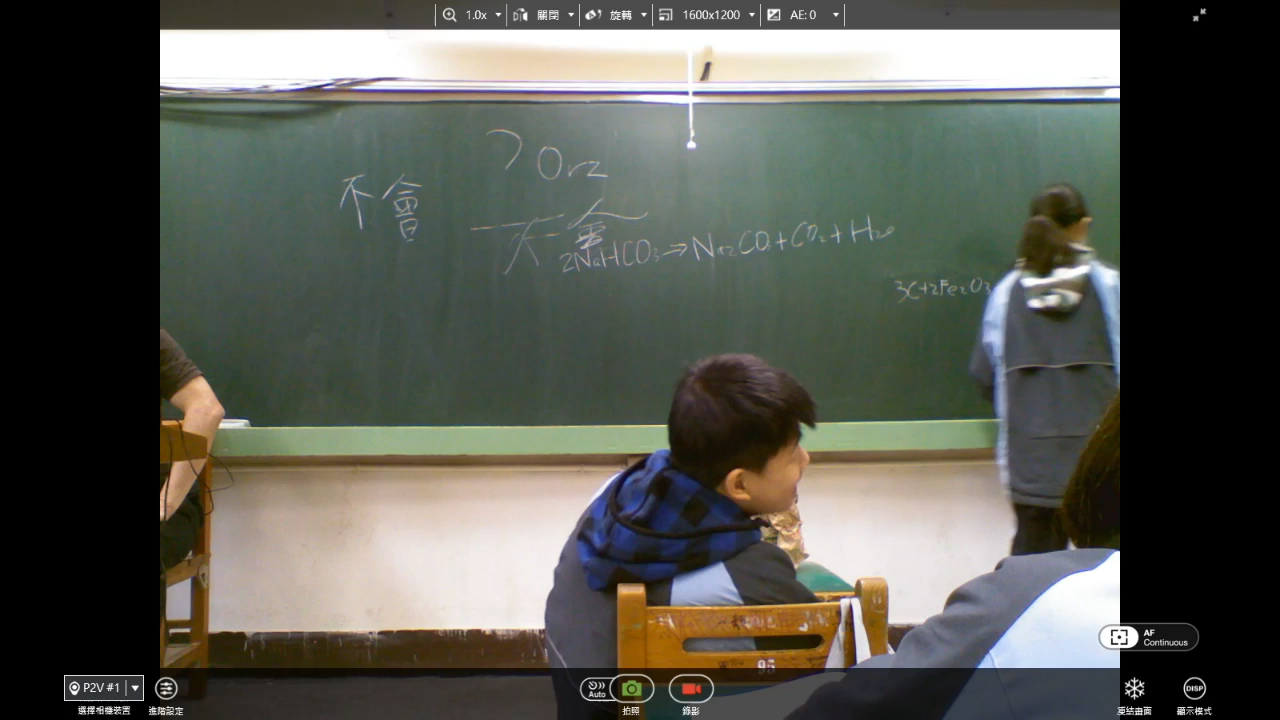 1.0x 關閉 旋轉 1600x1200 AE: 0
? Orz
不會
不會
2NaHCO3→Na2CO3+CO2+H2O
3C+2Fe2O3
95
AF
Continuous
P2V #1
Auto
選擇相機裝置 進階設定 拍照 錄影 凍結畫面 DISP 顯示模式